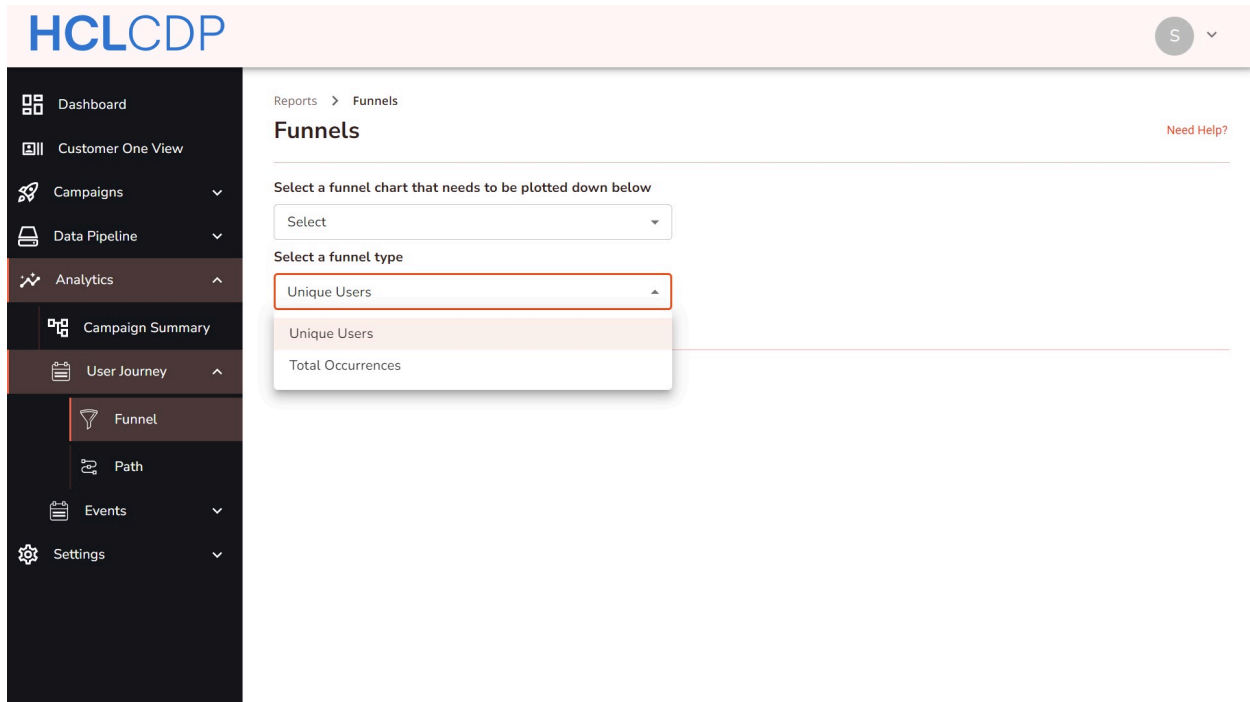 HCLCDP
S
Dashboard
Customer One View
Campaigns
Data Pipeline
Analytics
Campaign Summary
User Journey
Funnel
Path
Events
Settings
Reports > Funnels
Funnels
Need Help?
Select a funnel chart that needs to be plotted down below
Select
Select a funnel type
Unique Users
Unique Users
Total Occurrences